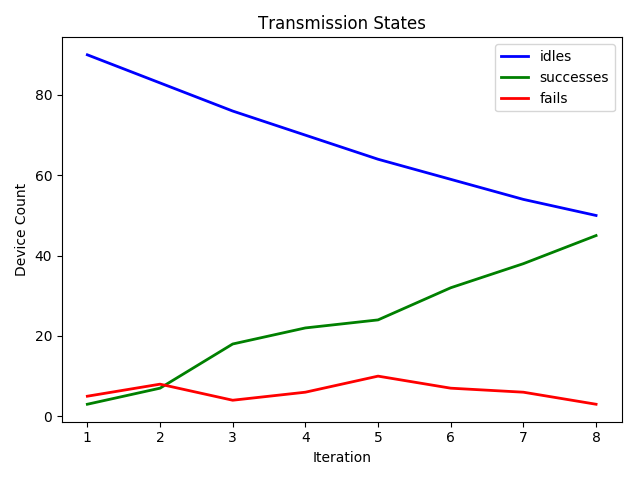 Transmission States
idles
successes
fails
Device Count
80
60
40
20
0
1 2 3 4 5 6 7 8
Iteration